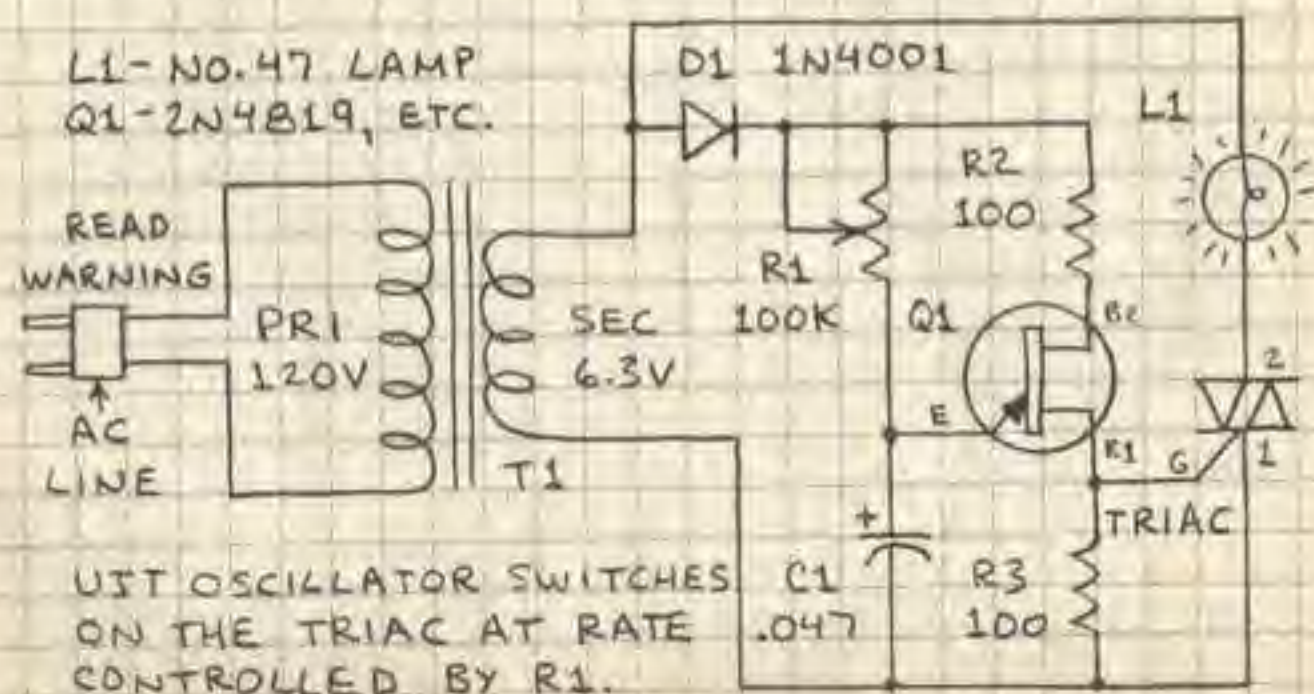 L1-NO.47 LAMP
Q1-2N4819, ETC.
D1 1N4001
L1
READ
WARNING
PRI
120V
SEC
6.3V
R1
100K
R2
100
Q1
B2
E
B1
G
2
1
AC
LINE
T1
TRIAC
+
C1
.047
R3
100
UJT OSCILLATOR SWITCHES
ON THE TRIAC AT RATE
CONTROLLED BY R1.